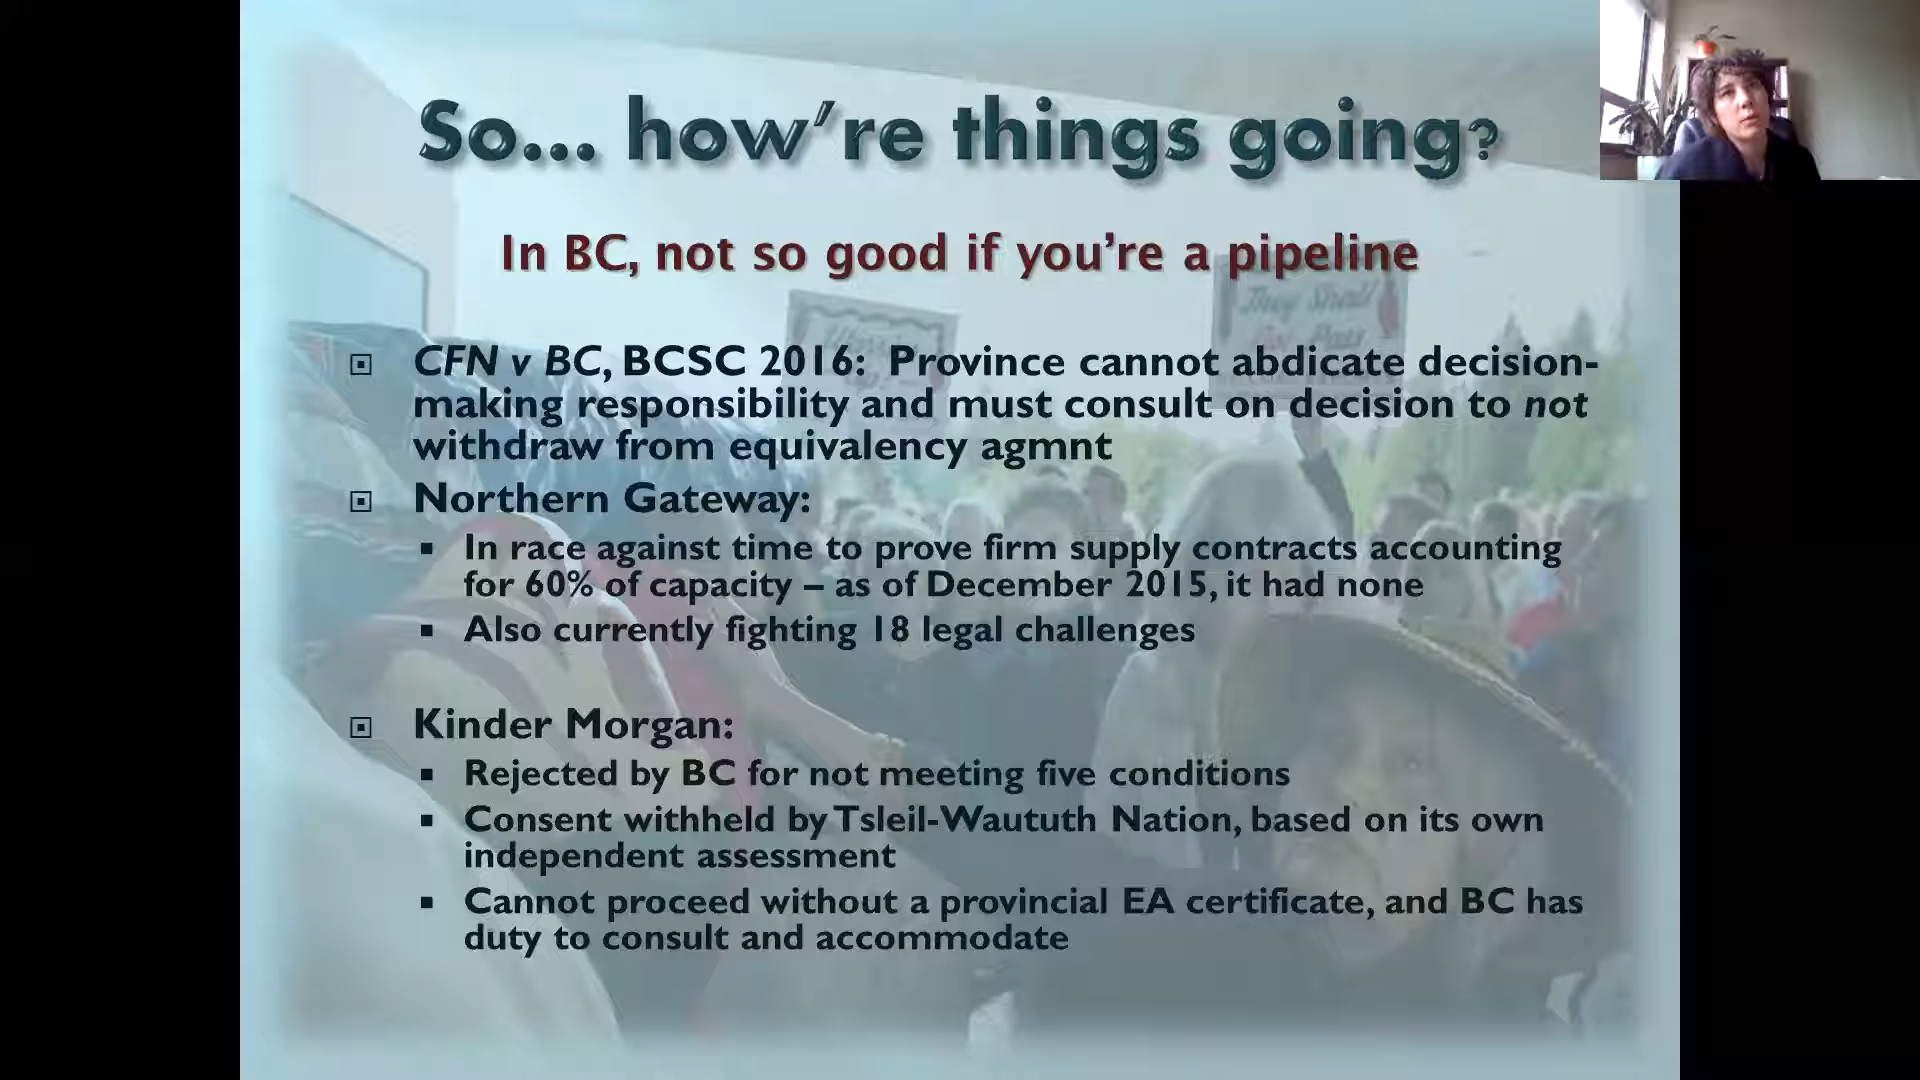 So... how’re things going?
In BC, not so good if you’re a pipeline
They Shall
Not Pass
CFN v BC, BCSC 2016: Province cannot abdicate decision-
making responsibility and must consult on decision to not
withdraw from equivalency agmnt
Northern Gateway:
In race against time to prove firm supply contracts accounting
for 60% of capacity – as of December 2015, it had none
Also currently fighting 18 legal challenges
Kinder Morgan:
Rejected by BC for not meeting five conditions
Consent withheld by Tsleil-Waututh Nation, based on its own
independent assessment
Cannot proceed without a provincial EA certificate, and BC has
duty to consult and accommodate